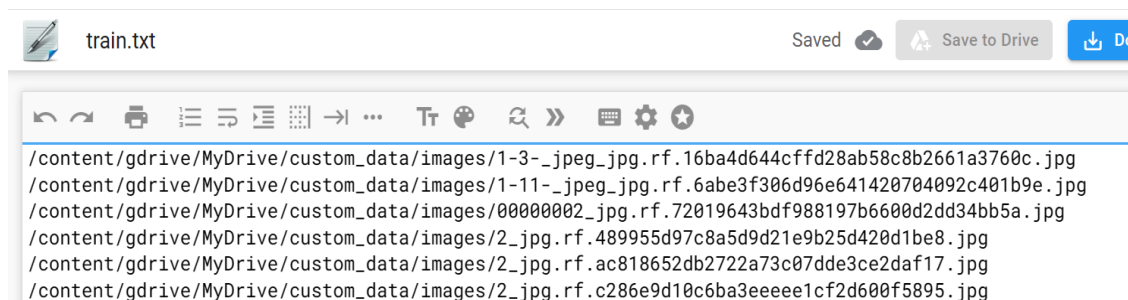 train.txt
Saved
Save to Drive
/content/gdrive/MyDrive/custom_data/images/1-3-_jpeg_jpg.rf.16ba4d644cffd28ab58c8b2661a3760c.jpg
/content/gdrive/MyDrive/custom_data/images/1-11-_jpeg_jpg.rf.6abe3f306d96e641420704092c401b9e.jpg
/content/gdrive/MyDrive/custom_data/images/00000002_jpg.rf.72019643bdf988197b6600d2dd34bb5a.jpg
/content/gdrive/MyDrive/custom_data/images/2_jpg.rf.489955d97c8a5d9d21e9b25d420d1be8.jpg
/content/gdrive/MyDrive/custom_data/images/2_jpg.rf.ac818652db2722a73c07dde3ce2daf17.jpg
/content/gdrive/MyDrive/custom_data/images/2_jpg.rf.c286e9d10c6ba3eeeee1cf2d600f5895.jpg